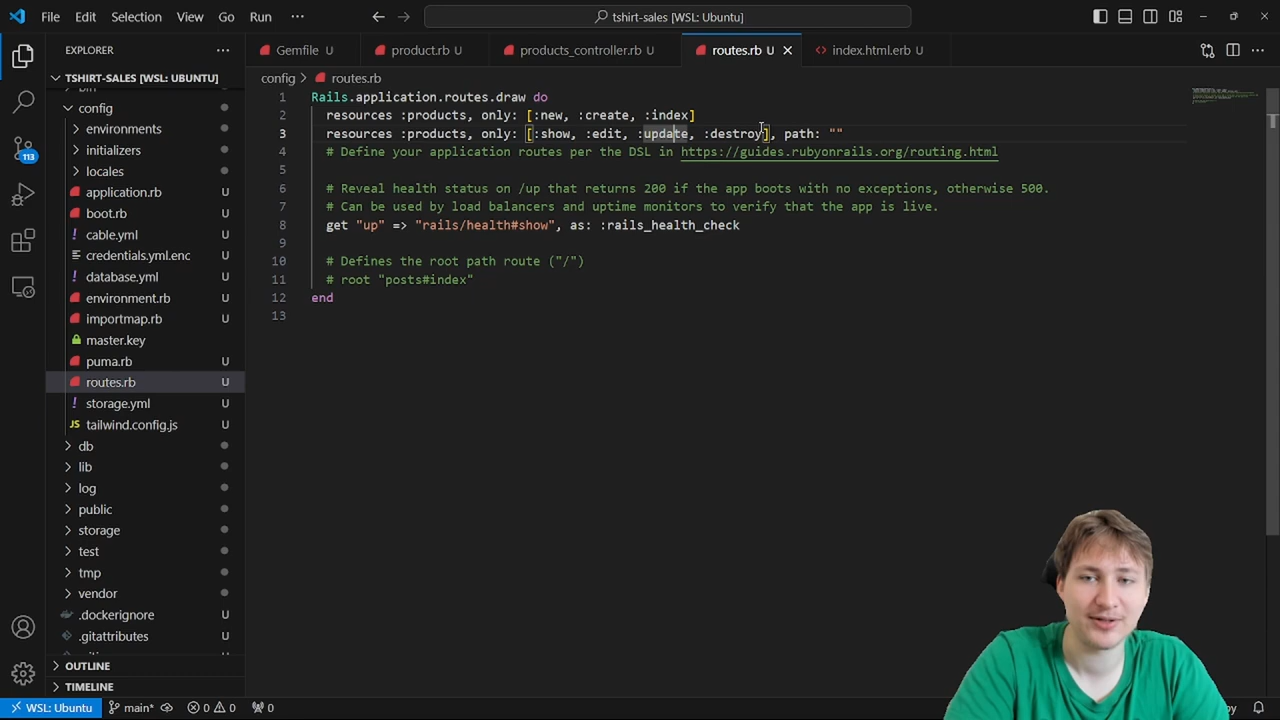 File Edit Selection View Go Run ··· tshirt-sales [WSL: Ubuntu]
EXPLORER ···
TSHIRT-SALES [WSL: UBUNTU]
config
environments
initializers
locales
application.rb U
boot.rb U
cable.yml U
credentials.yml.enc U
database.yml U
environment.rb U
importmap.rb U
master.key
puma.rb U
routes.rb U
storage.yml U
JS tailwind.config.js U
db
lib
log
public
storage
test
tmp
vendor
.dockerignore U
.gitattributes U
OUTLINE
TIMELINE
113
Gemfile U product.rb U products_controller.rb U routes.rb U index.html.erb U
config > routes.rb
1 Rails.application.routes.draw do
2 resources :products, only: [:new, :create, :index]
3 resources :products, only: [:show, :edit, :update, :destroy], path: ""
4 # Define your application routes per the DSL in https://guides.rubyonrails.org/routing.html
5
6 # Reveal health status on /up that returns 200 if the app boots with no exceptions, otherwise 500.
7 # Can be used by load balancers and uptime monitors to verify that the app is live.
8 get "up" => "rails/health#show", as: :rails_health_check
9
10 # Defines the root path route ("/")
11 # root "posts#index"
12 end
13
WSL: Ubuntu main* 0 0 0